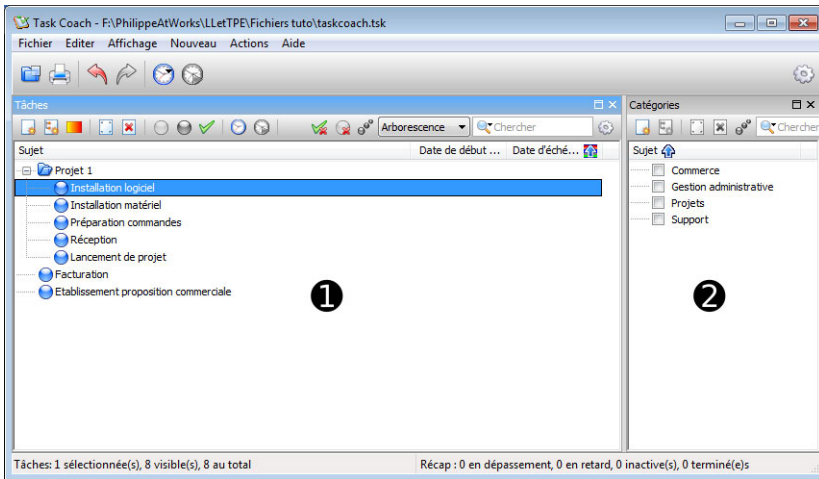 Task Coach - F:\PhilippeAtWorks\LLetTPE\Fichiers tuto\taskcoach.tsk
Fichier Editer Affichage Nouveau Actions Aide
Tâches
Arborescence Chercher
Sujet Date de début ... Date d'éché...
Projet 1
Installation logiciel
Installation matériel
Préparation commandes
Réception
Lancement de projet
Facturation
Etablissement proposition commerciale
1
Catégories
Chercher
Sujet
Commerce
Gestion administrative
Projets
Support
2
Tâches: 1 sélectionnée(s), 8 visible(s), 8 au total
Récap : 0 en dépassement, 0 en retard, 0 inactive(s), 0 terminé(e)s